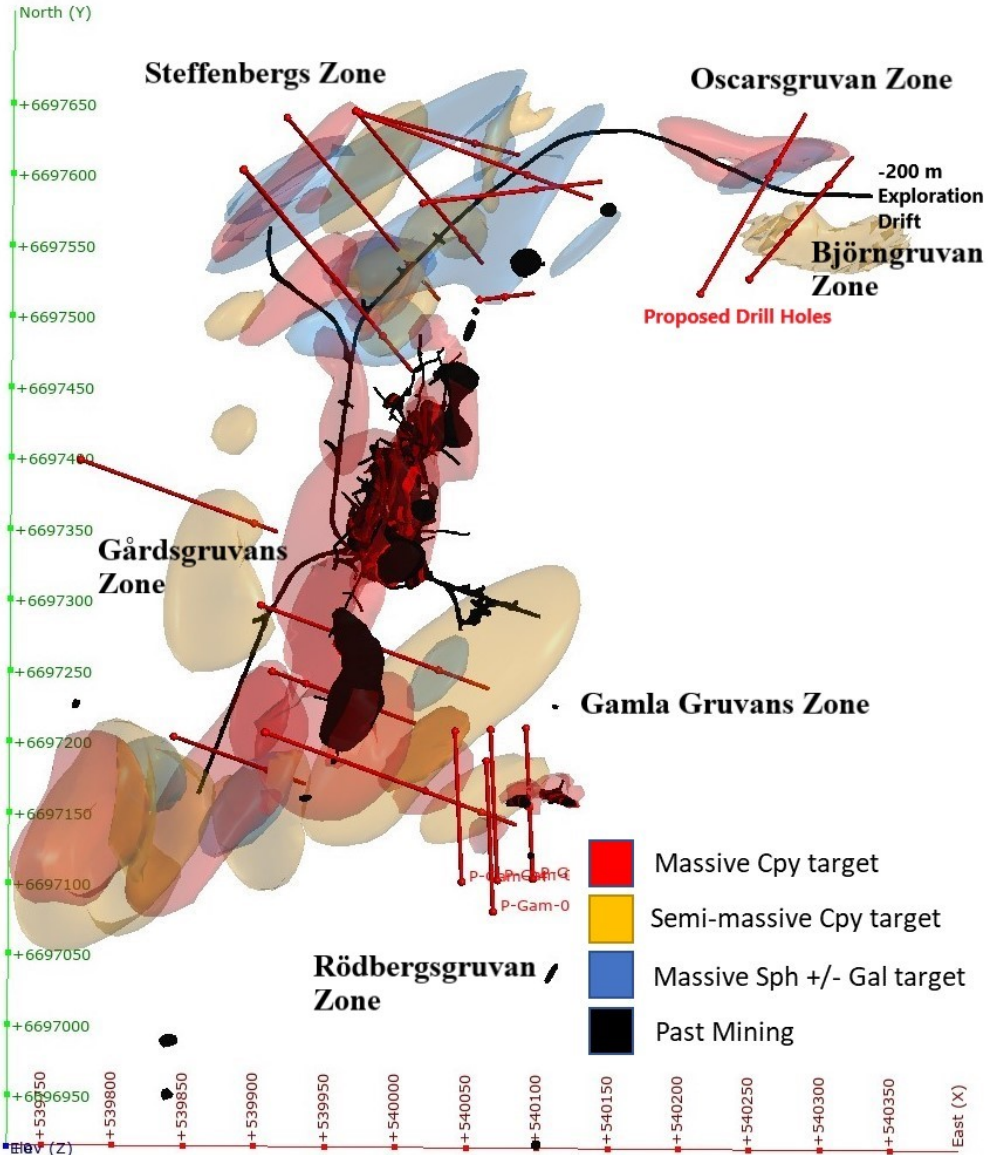 North (Y)
Steffenbergs Zone
Oscarsgruvan Zone
+6697650
+6697600
-200 m
Exploration
Drift
+6697550
Björngruvan
Zone
+6697500
Proposed Drill Holes
+6697450
+6697400
+6697350
Gårdsgruvans
Zone
+6697300
+6697250
Gamla Gruvans Zone
+6697200
+6697150
Massive Cpy target
+6697100
P-Gam-0
Semi-massive Cpy target
+6697050
Rödbergsgruvan
Zone
Massive Sph +/- Gal target
+6697000
Past Mining
+6696950
+539750
+539800
+539850
+539900
+539950
+540000
+540050
+540100
+540150
+540200
+540250
+540300
+540350
East (X)
Elev (Z)